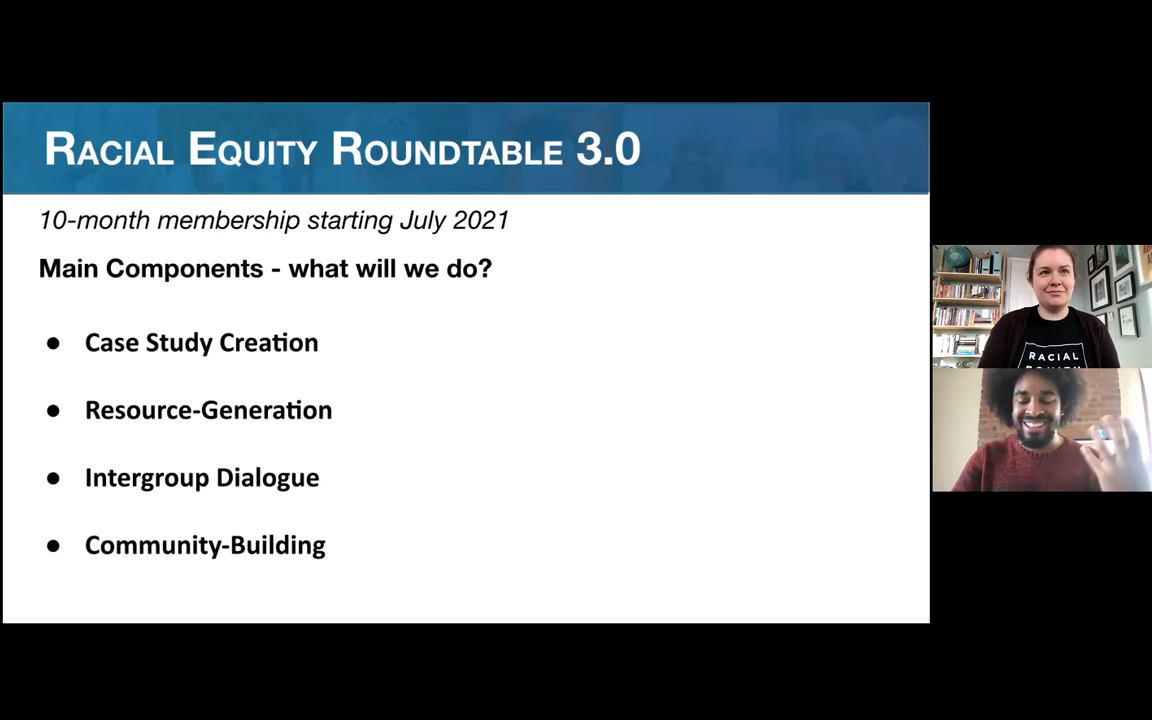 RACIAL EQUITY ROUNDTABLE 3.0
10-month membership starting July 2021
Main Components - what will we do?
● Case Study Creation
● Resource-Generation
● Intergroup Dialogue
● Community-Building
RACIAL